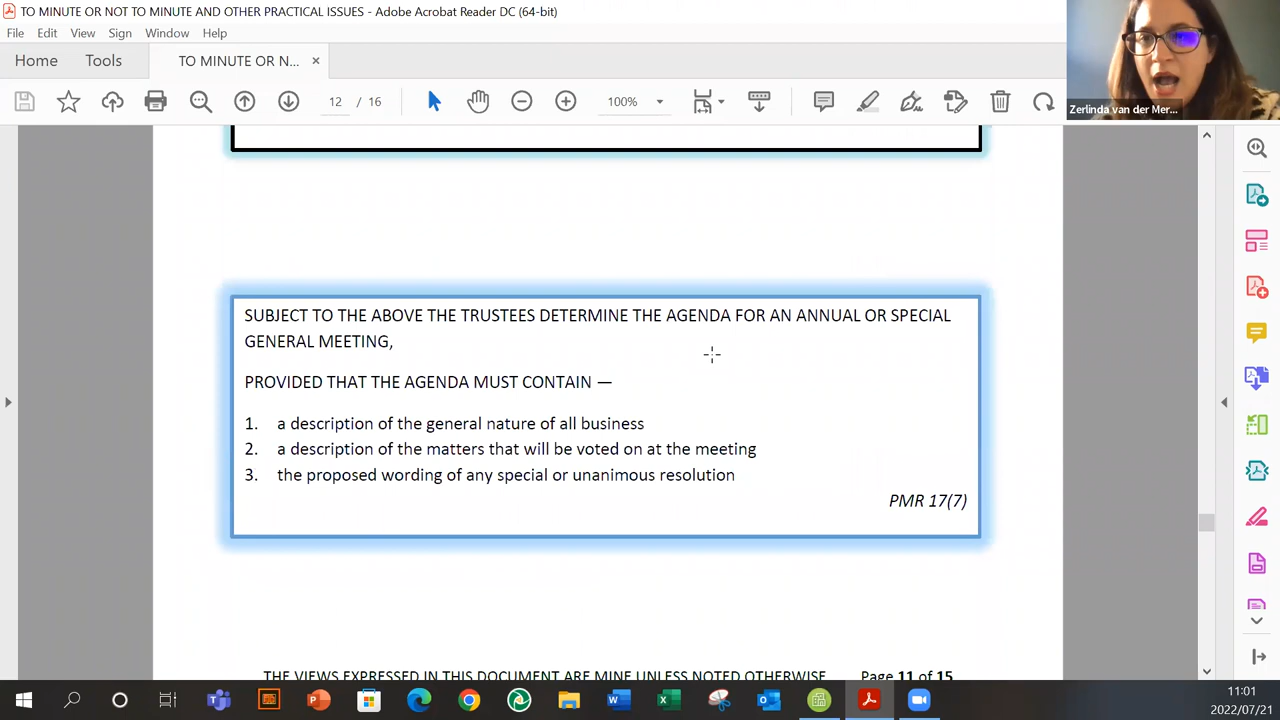 TO MINUTE OR NOT TO MINUTE AND OTHER PRACTICAL ISSUES - Adobe Acrobat Reader DC (64-bit)
File Edit View Sign Window Help
Home Tools TO MINUTE OR N... ×
12 / 16 100%
Zerlinda van der Mer...
SUBJECT TO THE ABOVE THE TRUSTEES DETERMINE THE AGENDA FOR AN ANNUAL OR SPECIAL
GENERAL MEETING,
PROVIDED THAT THE AGENDA MUST CONTAIN —
1. a description of the general nature of all business
2. a description of the matters that will be voted on at the meeting
3. the proposed wording of any special or unanimous resolution
PMR 17(7)
THE VIEWS EXPRESSED IN THIS DOCUMENT ARE MINE UNLESS NOTED OTHERWISE Page 11 of 15
11:01
2022/07/21